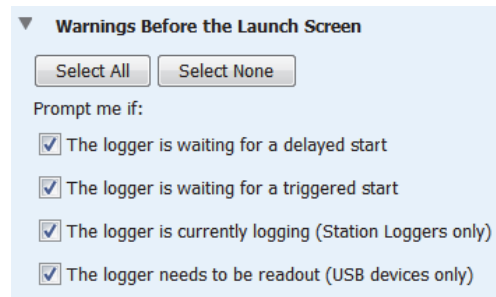 Warnings Before the Launch Screen
Select All Select None
Prompt me if:
The logger is waiting for a delayed start
The logger is waiting for a triggered start
The logger is currently logging (Station Loggers only)
The logger needs to be readout (USB devices only)